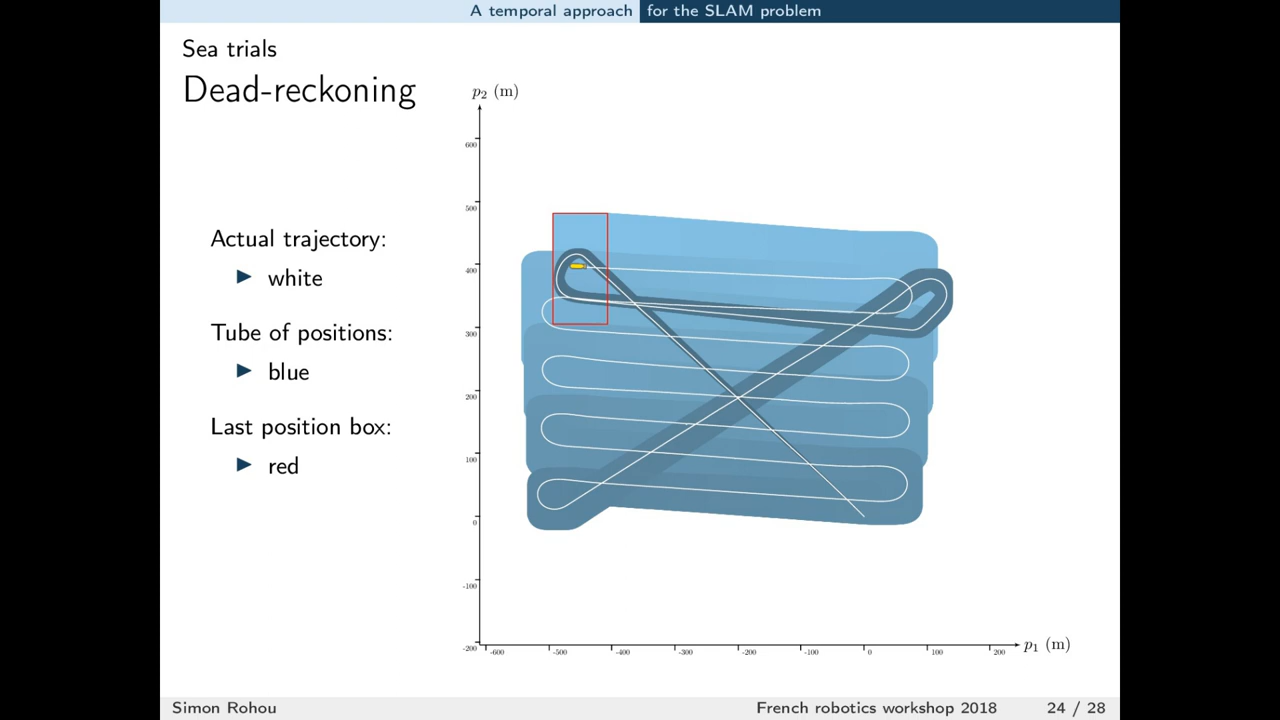 A temporal approach for the SLAM problem
Sea trials
Dead-reckoning
Actual trajectory:
white
Tube of positions:
blue
Last position box:
red
p₂ (m)
600
500
400
300
200
100
0
-100
-200
-600 -500 -400 -300 -200 -100 0 100 200
p₁ (m)
Simon Rohou French robotics workshop 2018 24 / 28